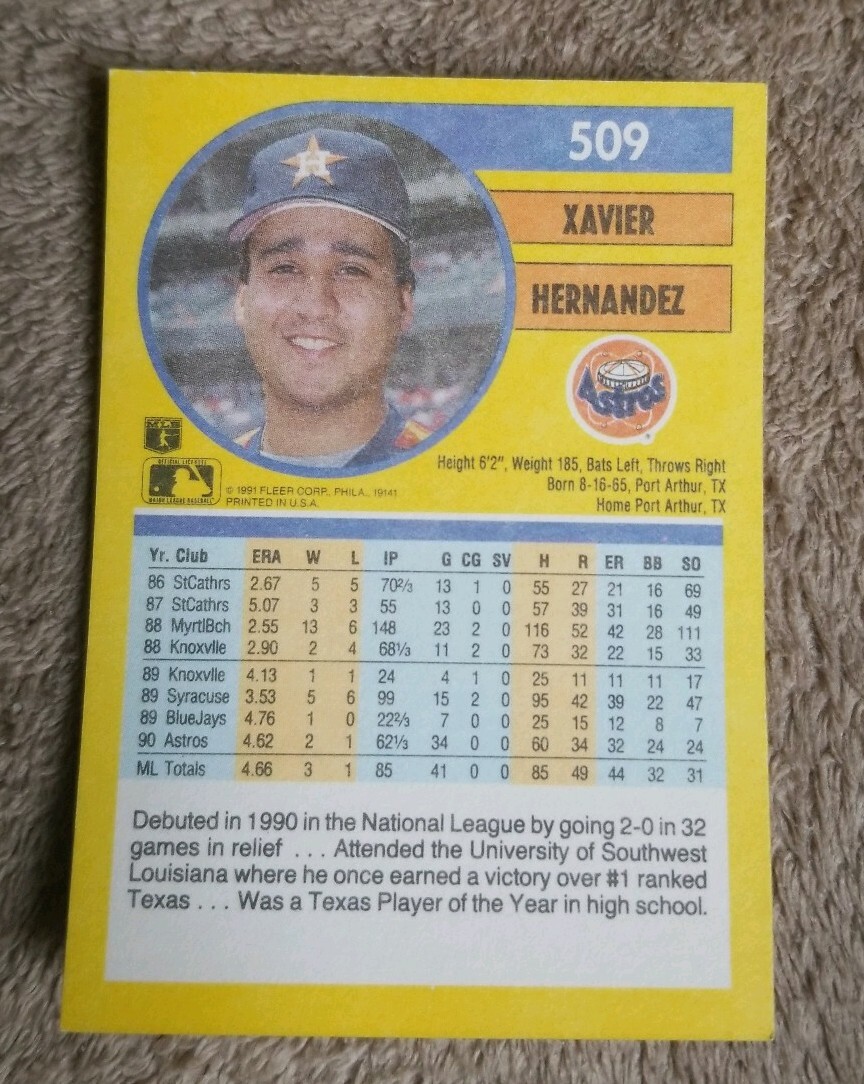 509
XAVIER
HERNANDEZ
H
Astros
MLB
OFFICIAL LICENSEE
MAJOR LEAGUE BASEBALL
© 1991 FLEER CORP., PHILA., 19141
PRINTED IN U.S.A.
Height 6'2", Weight 185, Bats Left, Throws Right
Born 8-16-65, Port Arthur, TX
Home Port Arthur, TX
Yr. Club ERA W L IP G CG SV H R ER BB SO
86 StCathrs 2.67 5 5 70⅔ 13 1 0 55 27 21 16 69
87 StCathrs 5.07 3 3 55 13 0 0 57 39 31 16 49
88 MyrtlBch 2.55 13 6 148 23 2 0 116 52 42 28 111
88 Knoxvlle 2.90 2 4 68⅓ 11 2 0 73 32 22 15 33
89 Knoxvlle 4.13 1 1 24 4 1 0 25 11 11 11 17
89 Syracuse 3.53 5 6 99 15 2 0 95 42 39 22 47
89 BlueJays 4.76 1 0 22⅔ 7 0 0 25 15 12 8 7
90 Astros 4.62 2 1 62⅓ 34 0 0 60 34 32 24 24
ML Totals 4.66 3 1 85 41 0 0 85 49 44 32 31
Debuted in 1990 in the National League by going 2-0 in 32
games in relief . . . Attended the University of Southwest
Louisiana where he once earned a victory over #1 ranked
Texas . . . Was a Texas Player of the Year in high school.